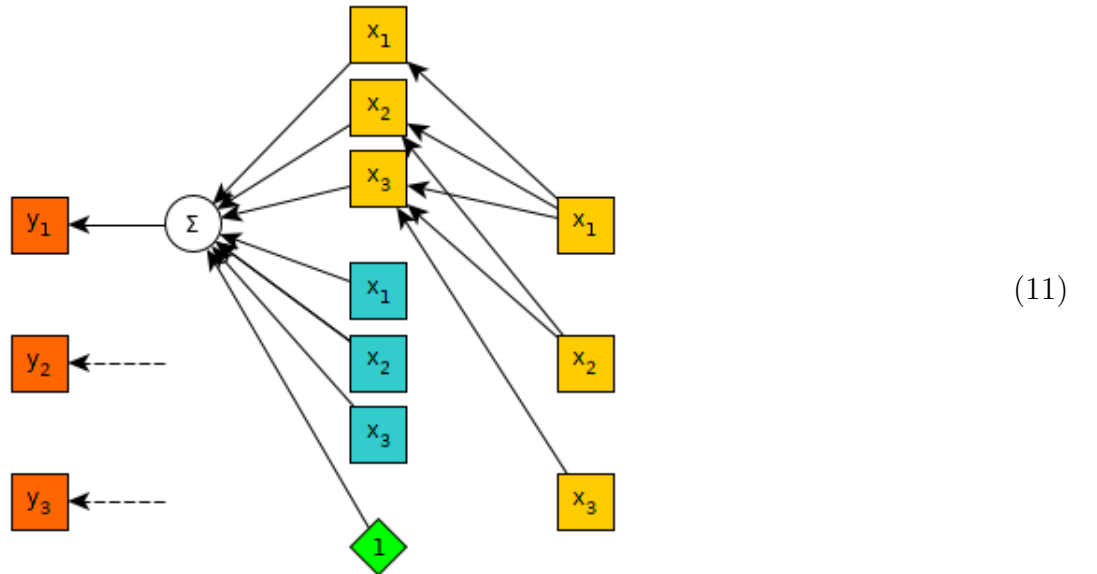 x₁
x₂
x₃
y₁ Σ x₁
x₁
(11)
y₂ x₂ x₂
x₃
y₃ x₃
1